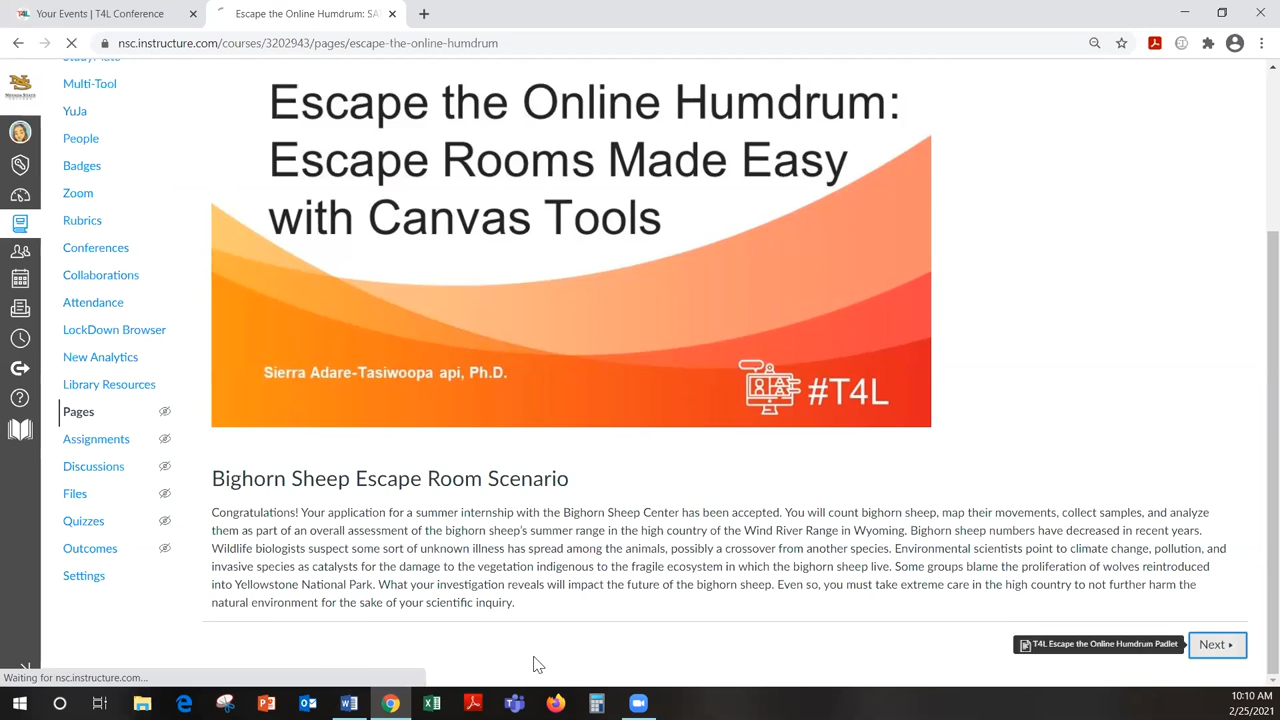 Your Events | T4L Conference
Escape the Online Humdrum: SA
nsc.instructure.com/courses/3202943/pages/escape-the-online-humdrum
StudyMate
Multi-Tool
YuJa
People
Badges
Zoom
Rubrics
Conferences
Collaborations
Attendance
LockDown Browser
New Analytics
Library Resources
Pages
Assignments
Discussions
Files
Quizzes
Outcomes
Settings
Escape the Online Humdrum:
Escape Rooms Made Easy
with Canvas Tools
Sierra Adare-Tasiwoopa api, Ph.D.
#T4L
Bighorn Sheep Escape Room Scenario
Congratulations! Your application for a summer internship with the Bighorn Sheep Center has been accepted. You will count bighorn sheep, map their movements, collect samples, and analyze
them as part of an overall assessment of the bighorn sheep's summer range in the high country of the Wind River Range in Wyoming. Bighorn sheep numbers have decreased in recent years.
Wildlife biologists suspect some sort of unknown illness has spread among the animals, possibly a crossover from another species. Environmental scientists point to climate change, pollution, and
invasive species as catalysts for the damage to the vegetation indigenous to the fragile ecosystem in which the bighorn sheep live. Some groups blame the proliferation of wolves reintroduced
into Yellowstone National Park. What your investigation reveals will impact the future of the bighorn sheep. Even so, you must take extreme care in the high country to not further harm the
natural environment for the sake of your scientific inquiry.
T4L Escape the Online Humdrum Padlet
Next
Waiting for nsc.instructure.com...
10:10 AM
2/25/2021